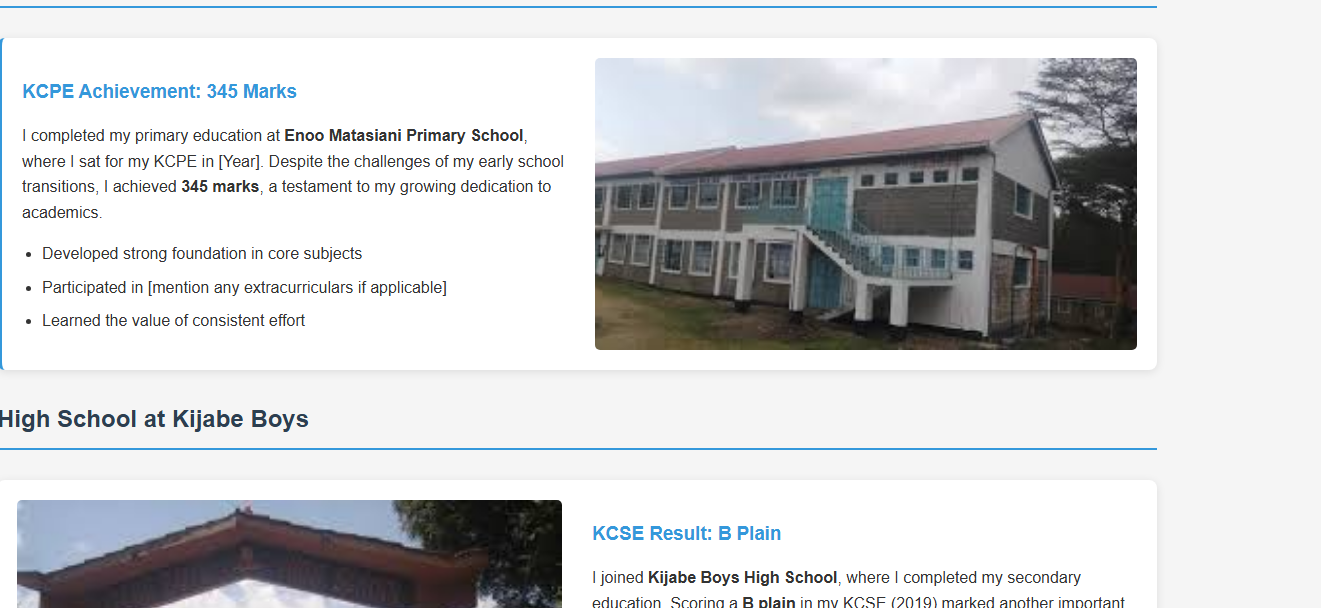 KCPE Achievement: 345 Marks
I completed my primary education at Enoo Matasiani Primary School,
where I sat for my KCPE in [Year]. Despite the challenges of my early school
transitions, I achieved 345 marks, a testament to my growing dedication to
academics.
Developed strong foundation in core subjects
Participated in [mention any extracurriculars if applicable]
Learned the value of consistent effort
High School at Kijabe Boys
KCSE Result: B Plain
I joined Kijabe Boys High School, where I completed my secondary
education. Scoring a B plain in my KCSE (2019) marked another important